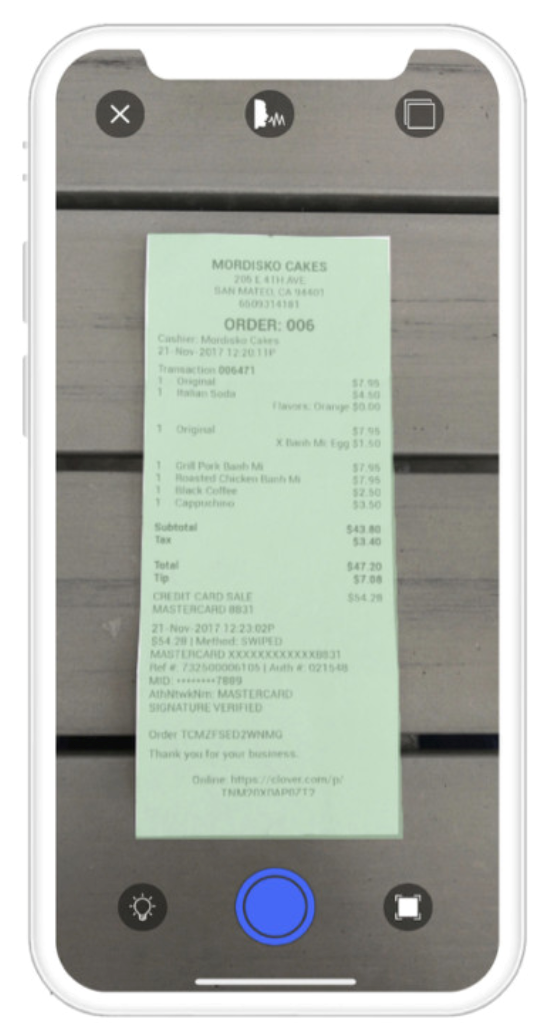 MORDISKO CAKES
205 E 41H AVE
SAN MATEO, CA 94401
6509314181
ORDER: 006
Cashier: Mordisko Cakes
21-Nov-2017 12:20:11P
Transaction 006471
1 Original $7.95
1 Italian Soda $4.50
Flavors: Orange $0.00
1 Original $7.95
X Banh Mi: Egg $1.50
1 Grill Pork Banh Mi $7.95
1 Roasted Chicken Banh Mi $7.95
1 Black Coffee $2.50
1 Cappuchino $3.50
Subtotal $43.80
Tax $3.40
Total $47.20
Tip $7.08
CREDIT CARD SALE $54.28
MASTERCARD 8831
21-Nov-2017 12:23:02P
$54.28 | Method: SWIPED
MASTERCARD XXXXXXXXXXXX8831
Ref #: 732500006105 | Auth #: 021548
MID: ********7889
AthNtwkNm: MASTERCARD
SIGNATURE VERIFIED
Order TCMZFSED2WNMG
Thank you for your business.
Online: https://clover.com/p/